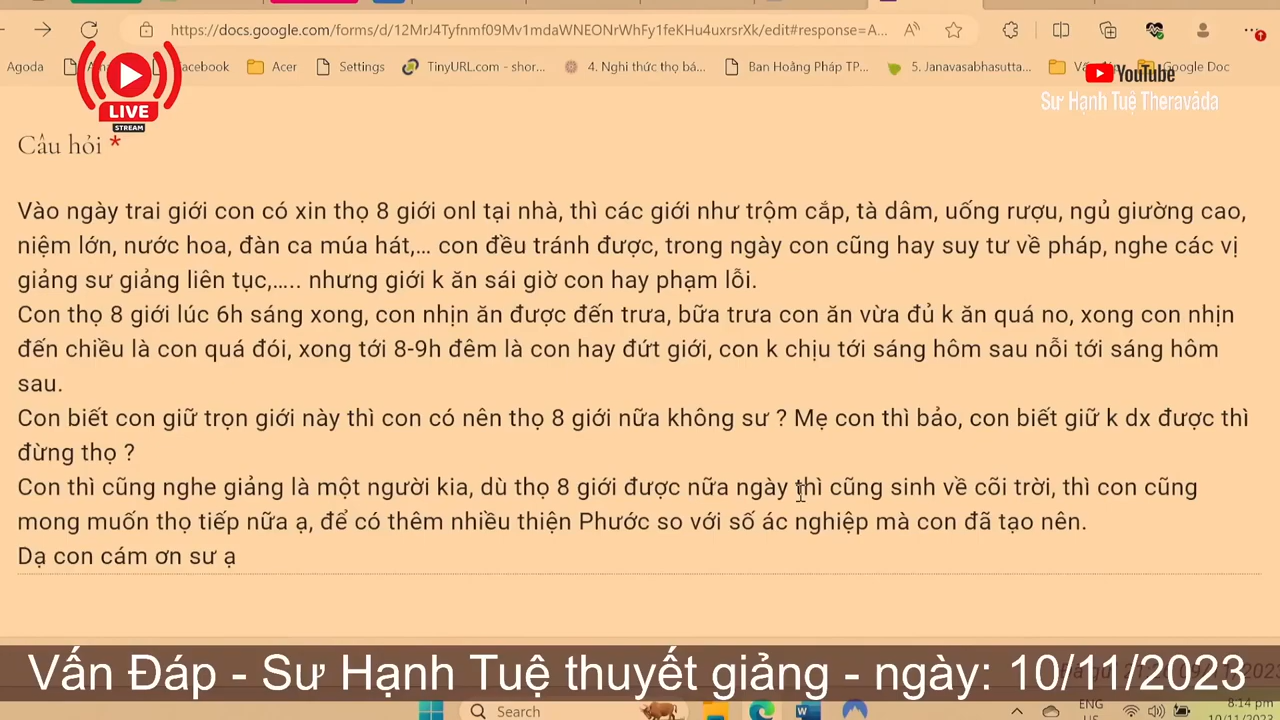 https://docs.google.com/forms/d/12MrJ4Tyfnmf09Mv1mdaWNEONrWhFy1feKHu4uxrsrXk/edit#response=A...
Agoda
Facebook
Acer
Settings
TinyURL.com - shor...
4. Nghi thức thọ bá...
Ban Hoằng Pháp TP...
5. Janavasabhasutta...
Google Doc
LIVE
STREAM
YouTube
Sư Hạnh Tuệ Theravāda
Câu hỏi *
Vào ngày trai giới con có xin thọ 8 giới onl tại nhà, thì các giới như trộm cắp, tà dâm, uống rượu, ngủ giường cao,
niệm lớn, nước hoa, đàn ca múa hát,... con đều tránh được, trong ngày con cũng hay suy tư về pháp, nghe các vị
giảng sư giảng liên tục,..... nhưng giới k ăn sái giờ con hay phạm lỗi.
Con thọ 8 giới lúc 6h sáng xong, con nhịn ăn được đến trưa, bữa trưa con ăn vừa đủ k ăn quá no, xong con nhịn
đến chiều là con quá đói, xong tới 8-9h đêm là con hay đứt giới, con k chịu tới sáng hôm sau nỗi tới sáng hôm
sau.
Con biết con giữ trọn giới này thì con có nên thọ 8 giới nữa không sư ? Mẹ con thì bảo, con biết giữ k dx được thì
đừng thọ ?
Con thì cũng nghe giảng là một người kia, dù thọ 8 giới được nữa ngày thì cũng sinh về cõi trời, thì con cũng
mong muốn thọ tiếp nữa ạ, để có thêm nhiều thiện Phước so với số ác nghiệp mà con đã tạo nên.
Dạ con cám ơn sư ạ
Vấn Đáp - Sư Hạnh Tuệ thuyết giảng - ngày: 10/11/2023
Search
ENG
8:14 pm